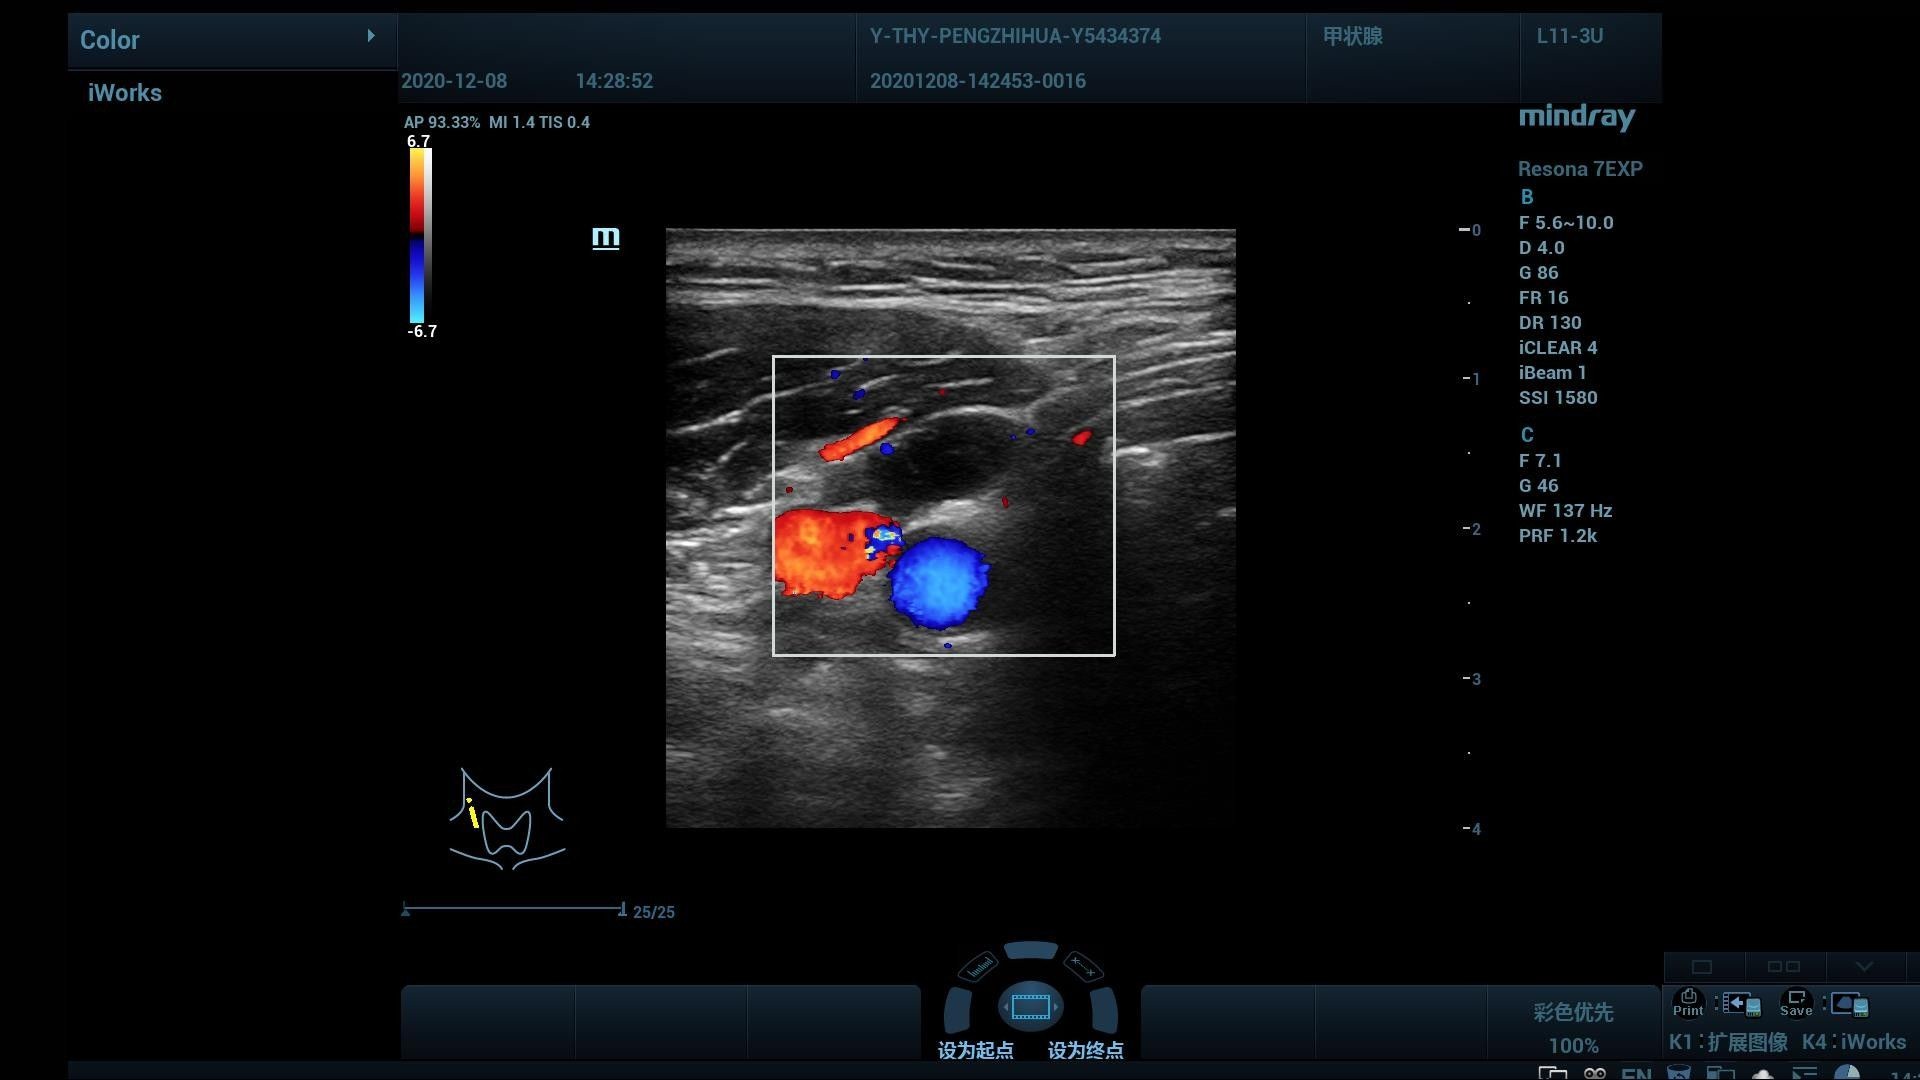 Color
iWorks
Y-THY-PENGZHIHUA-Y5434374
甲状腺
L11-3U
2020-12-08 14:28:52
20201208-142453-0016
AP 93.33% MI 1.4 TIS 0.4
6.7
-6.7
m
mindray
Resona 7EXP
B
F 5.6~10.0
D 4.0
G 86
FR 16
DR 130
iCLEAR 4
iBeam 1
SSI 1580
C
F 7.1
G 46
WF 137 Hz
PRF 1.2k
0
1
2
3
4
25/25
设为起点 设为终点
彩色优先
100%
Print
Save
K1:扩展图像 K4:iWorks
EN